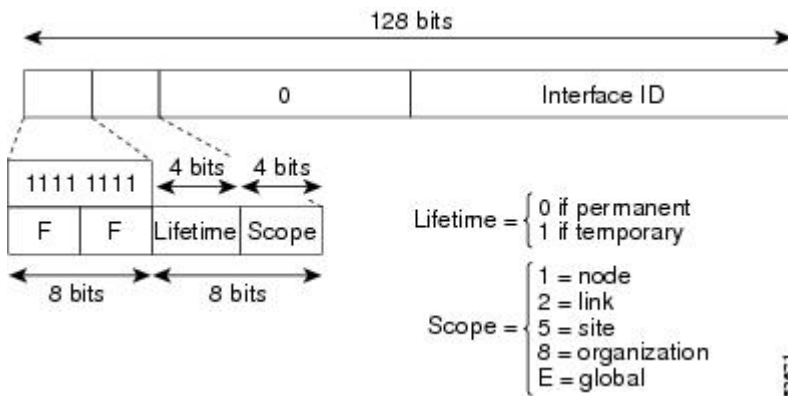 128 bits
0 Interface ID
4 bits 4 bits
1111 1111
F F Lifetime Scope
8 bits 8 bits
Lifetime = 0 if permanent
1 if temporary
Scope = 1 = node
2 = link
5 = site
8 = organization
E = global